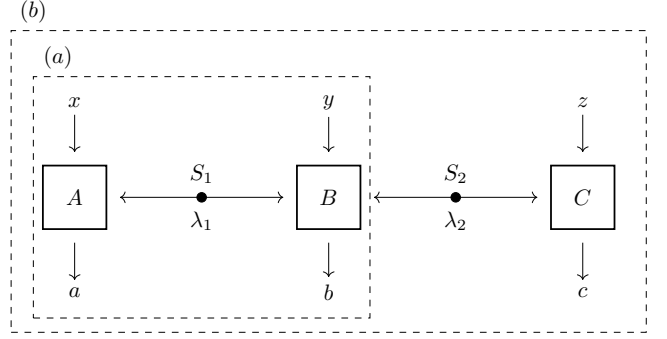 (b)
(a)
x y z
S₁ S₂
A B C
λ₁ λ₂
a b c